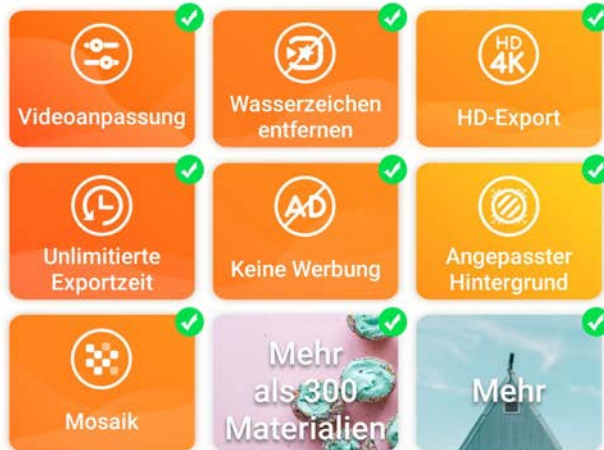 Videoanpassung
Wasserzeichen
entfernen
HD
4K
HD-Export
Unlimitierte
Exportzeit
AD
Keine Werbung
Angepasster
Hintergrund
Mosaik
Mehr
als 300
Materialien
Mehr